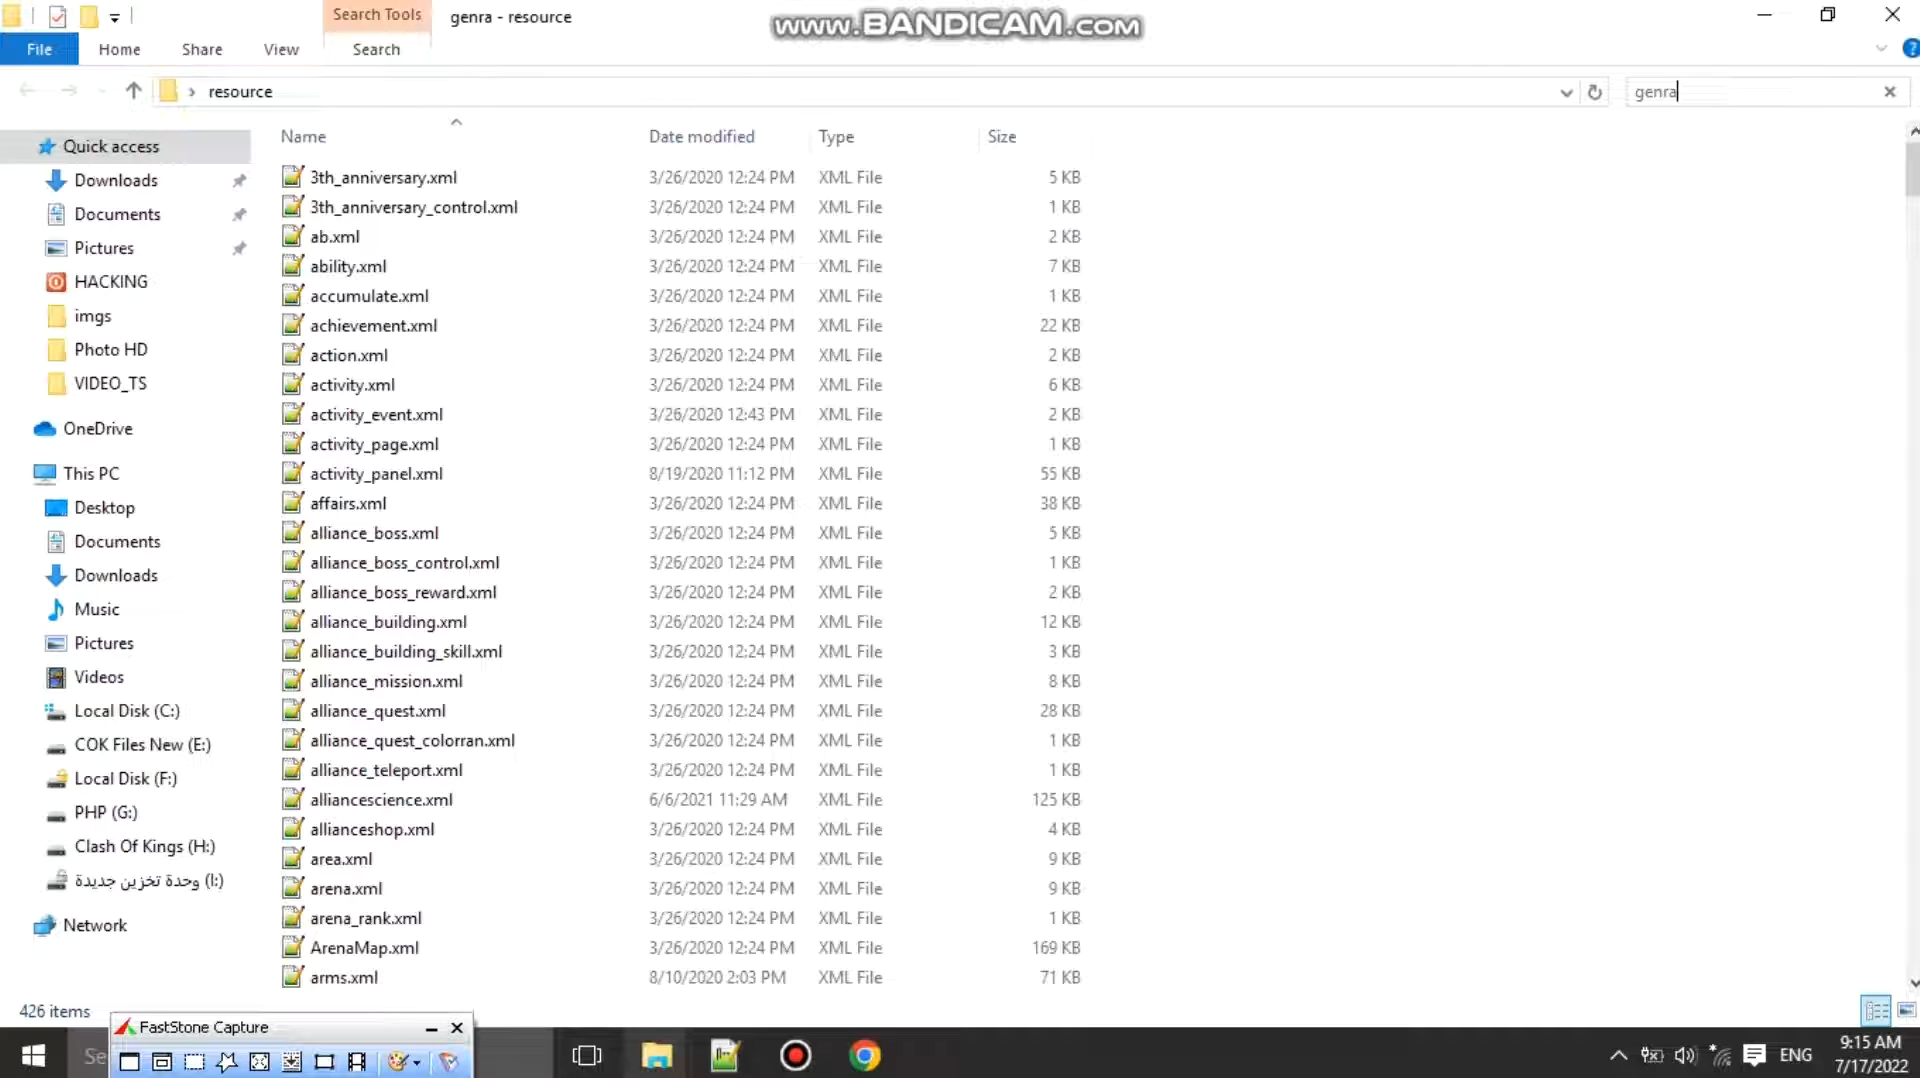 Search Tools
genra - resource
www.BANDICAM.com
File
Home
Share
View
Search
resource
genra
Name
Date modified
Type
Size
Quick access
Downloads
Documents
Pictures
HACKING
imgs
Photo HD
VIDEO_TS
OneDrive
This PC
Desktop
Documents
Downloads
Music
Pictures
Videos
Local Disk (C:)
COK Files New (E:)
Local Disk (F:)
PHP (G:)
Clash Of Kings (H:)
وحدة تخزين جديدة (I:)
Network
3th_anniversary.xml 3/26/2020 12:24 PM XML File 5 KB
3th_anniversary_control.xml 3/26/2020 12:24 PM XML File 1 KB
ab.xml 3/26/2020 12:24 PM XML File 2 KB
ability.xml 3/26/2020 12:24 PM XML File 7 KB
accumulate.xml 3/26/2020 12:24 PM XML File 1 KB
achievement.xml 3/26/2020 12:24 PM XML File 22 KB
action.xml 3/26/2020 12:24 PM XML File 2 KB
activity.xml 3/26/2020 12:24 PM XML File 6 KB
activity_event.xml 3/26/2020 12:43 PM XML File 2 KB
activity_page.xml 3/26/2020 12:24 PM XML File 1 KB
activity_panel.xml 8/19/2020 11:12 PM XML File 55 KB
affairs.xml 3/26/2020 12:24 PM XML File 38 KB
alliance_boss.xml 3/26/2020 12:24 PM XML File 5 KB
alliance_boss_control.xml 3/26/2020 12:24 PM XML File 1 KB
alliance_boss_reward.xml 3/26/2020 12:24 PM XML File 2 KB
alliance_building.xml 3/26/2020 12:24 PM XML File 12 KB
alliance_building_skill.xml 3/26/2020 12:24 PM XML File 3 KB
alliance_mission.xml 3/26/2020 12:24 PM XML File 8 KB
alliance_quest.xml 3/26/2020 12:24 PM XML File 28 KB
alliance_quest_colorran.xml 3/26/2020 12:24 PM XML File 1 KB
alliance_teleport.xml 3/26/2020 12:24 PM XML File 1 KB
alliancescience.xml 6/6/2021 11:29 AM XML File 125 KB
allianceshop.xml 3/26/2020 12:24 PM XML File 4 KB
area.xml 3/26/2020 12:24 PM XML File 9 KB
arena.xml 3/26/2020 12:24 PM XML File 9 KB
arena_rank.xml 3/26/2020 12:24 PM XML File 1 KB
ArenaMap.xml 3/26/2020 12:24 PM XML File 169 KB
arms.xml 8/10/2020 2:03 PM XML File 71 KB
426 items
FastStone Capture
Se
ENG
9:15 AM
7/17/2022